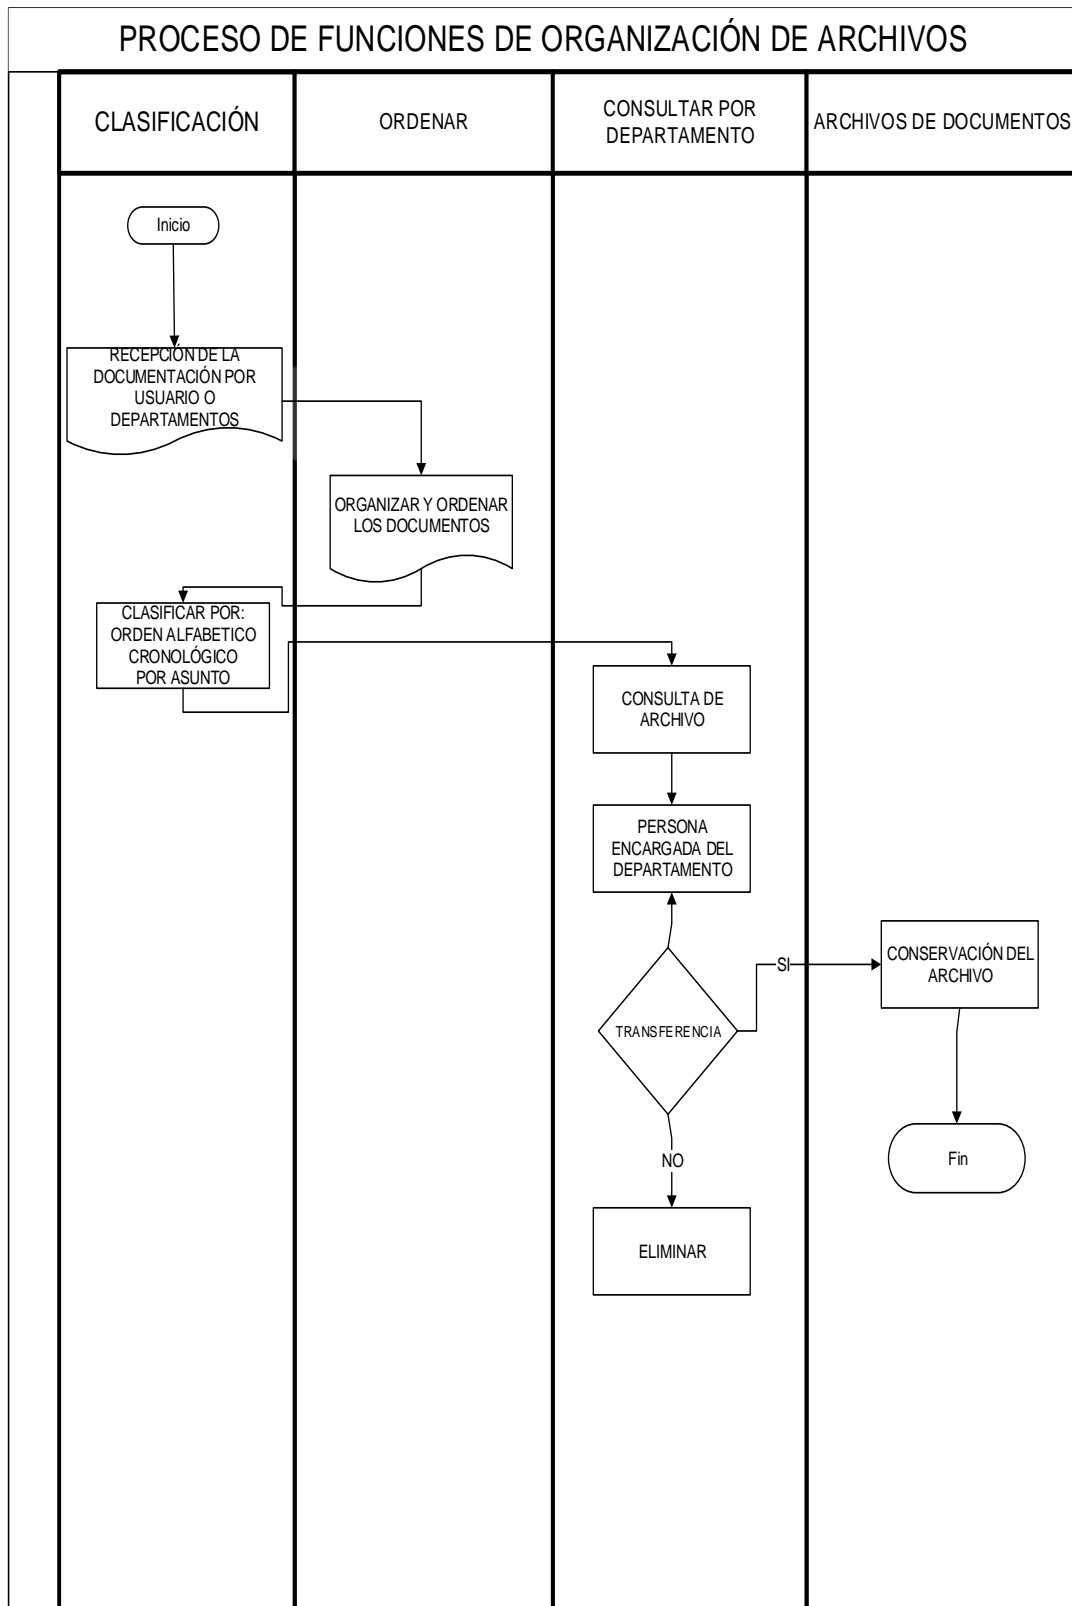 PROCESO DE FUNCIONES DE ORGANIZACIÓN DE ARCHIVOS
CLASIFICACIÓN
ORDENAR
CONSULTAR POR
DEPARTAMENTO
ARCHIVOS DE DOCUMENTOS
Inicio
RECEPCIÓN DE LA
DOCUMENTACIÓN POR
USUARIO O
DEPARTAMENTOS
ORGANIZAR Y ORDENAR
LOS DOCUMENTOS
CLASIFICAR POR:
ORDEN ALFABETICO
CRONOLÓGICO
POR ASUNTO
CONSULTA DE
ARCHIVO
PERSONA
ENCARGADA DEL
DEPARTAMENTO
TRANSFERENCIA
SI
CONSERVACIÓN DEL
ARCHIVO
NO
Fin
ELIMINAR